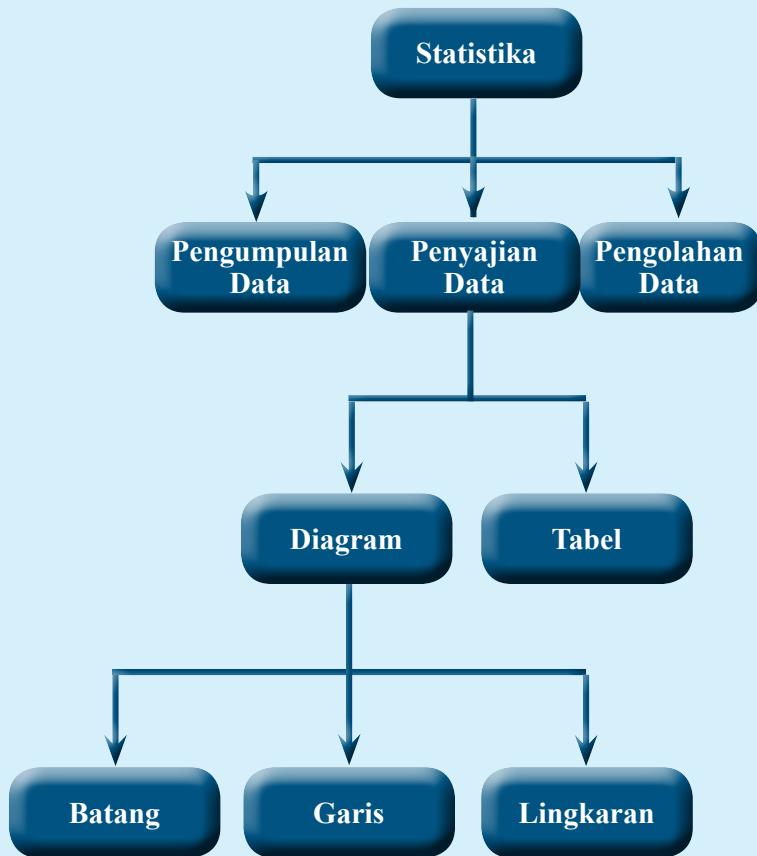 Statistika
Pengumpulan
Data
Penyajian
Data
Pengolahan
Data
Diagram
Tabel
Batang
Garis
Lingkaran